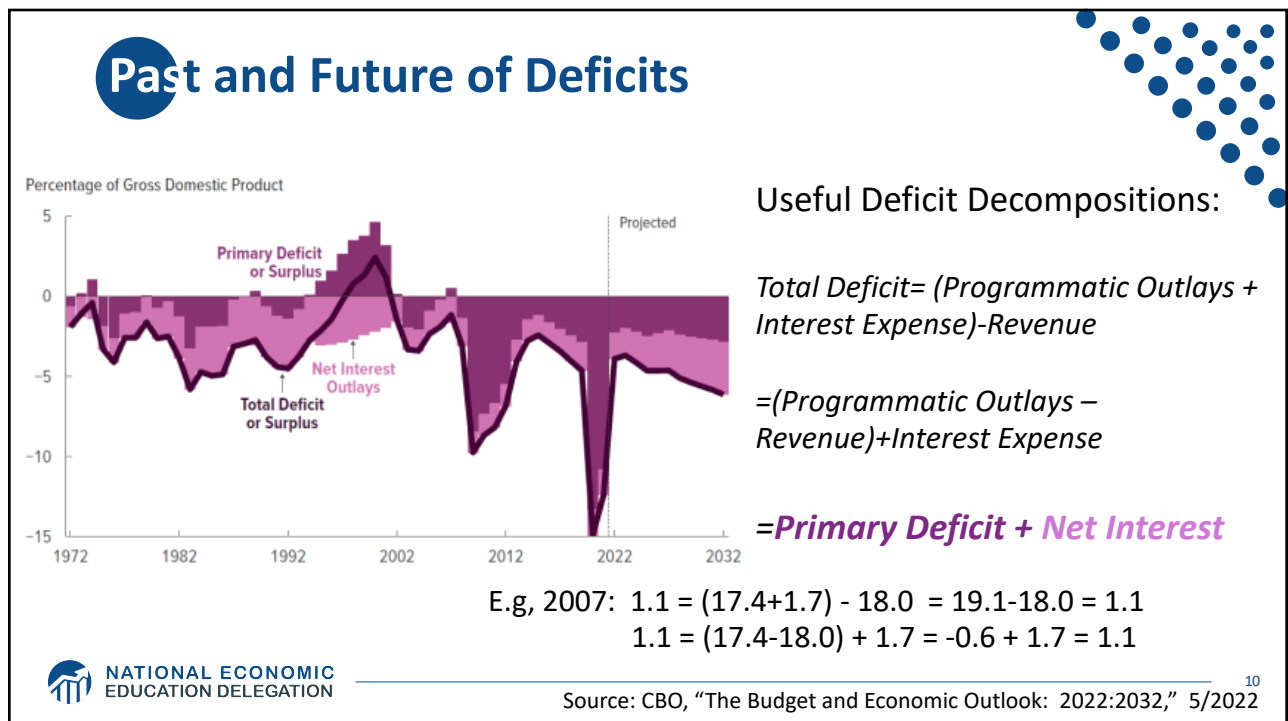 Past and Future of Deficits
Percentage of Gross Domestic Product
5
0
−5
−10
−15
Projected
Primary Deficit
or Surplus
Net Interest
Outlays
Total Deficit
or Surplus
1972
1982
1992
2002
2012
2022
2032
Useful Deficit Decompositions:
Total Deficit= (Programmatic Outlays +
Interest Expense)-Revenue
=(Programmatic Outlays –
Revenue)+Interest Expense
=Primary Deficit + Net Interest
E.g, 2007: 1.1 = (17.4+1.7) - 18.0 = 19.1-18.0 = 1.1
1.1 = (17.4-18.0) + 1.7 = -0.6 + 1.7 = 1.1
NATIONAL ECONOMIC
EDUCATION DELEGATION
10
Source: CBO, “The Budget and Economic Outlook: 2022:2032,” 5/2022